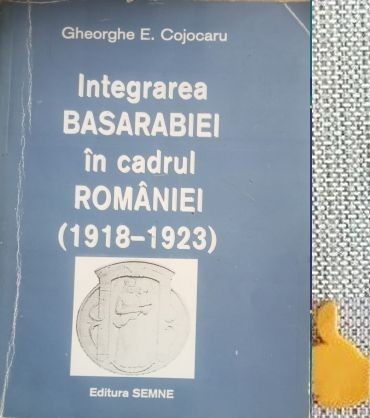 Gheorghe E. Cojocaru
Integrarea
BASARABIEI
în cadrul
ROMÂNIEI
(1918-1923)
Editura SEMNE